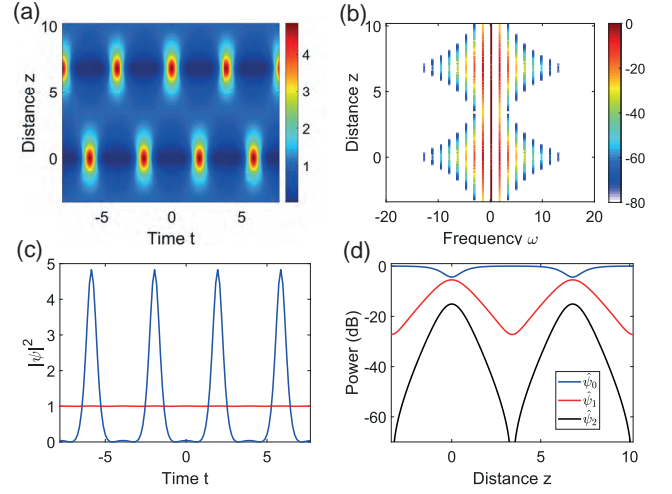 (a)
10
5
0
Distance z
-5
0
5
Time t
4
3
2
1
(b)
10
5
0
Distance z
-20
-10
0
10
20
Frequency ω
0
-20
-40
-60
-80
(c)
5
4
3
2
1
0
|ψ|²
-5
0
5
Time t
(d)
0
-20
-40
-60
Power (dB)
0
5
10
Distance z
ψ̂₀
ψ̂₁
ψ̂₂